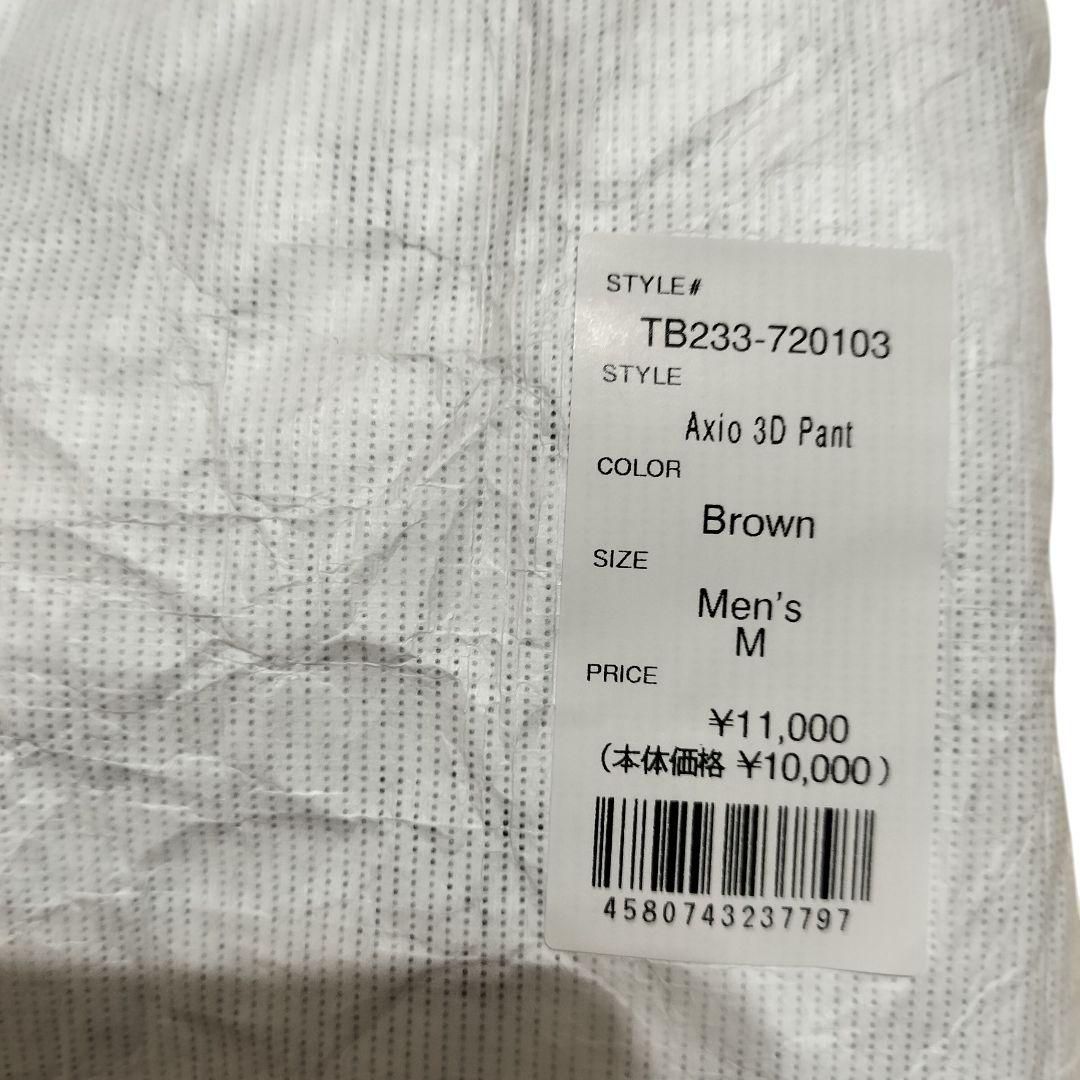 STYLE#
TB233-720103
STYLE
Axio 3D Pant
COLOR
Brown
SIZE
Men's
M
PRICE
¥11,000
(本体価格 ¥10,000)
4580743237797